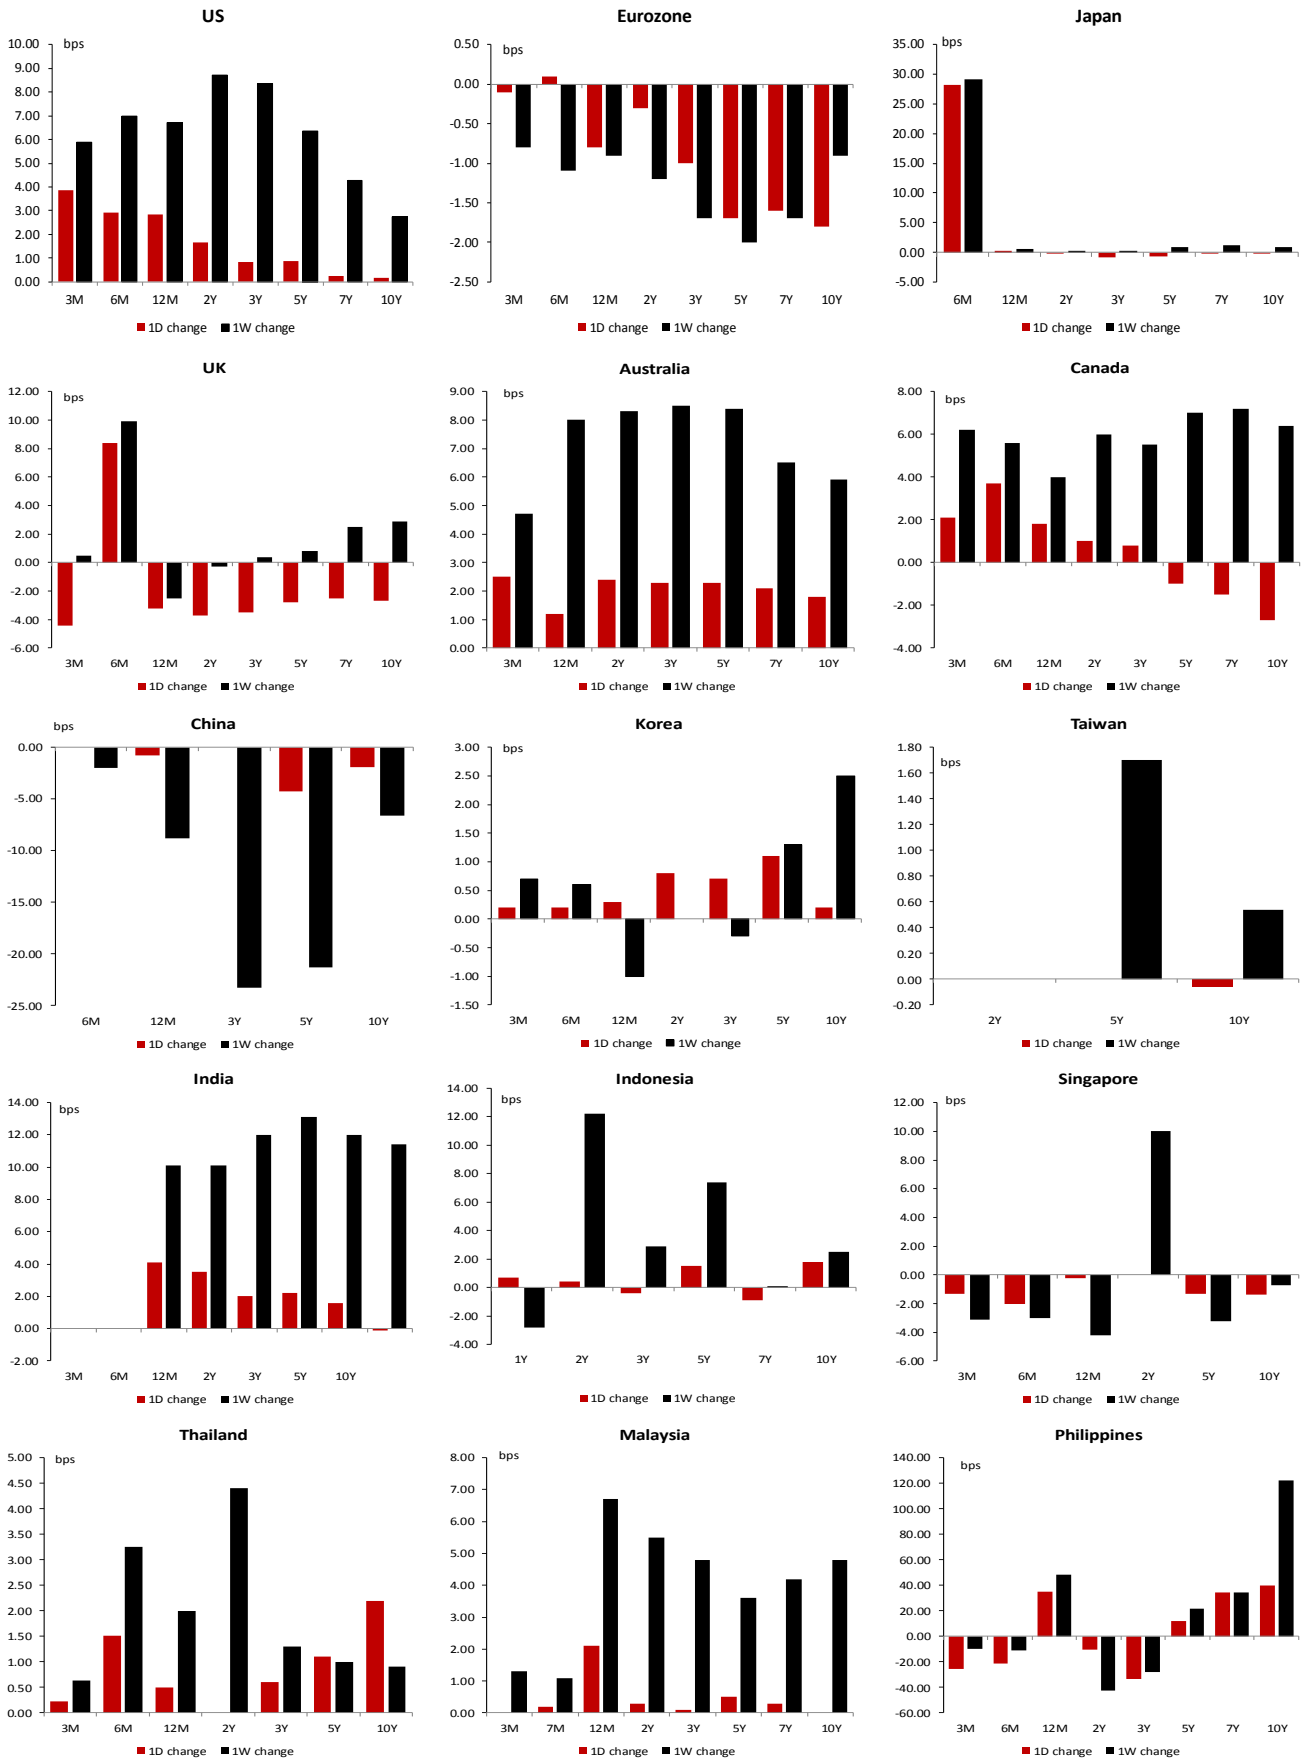 US
bps
10.00
9.00
8.00
7.00
6.00
5.00
4.00
3.00
2.00
1.00
0.00
3M 6M 12M 2Y 3Y 5Y 7Y 10Y
1D change 1W change
Eurozone
bps
0.50
0.00
-0.50
-1.00
-1.50
-2.00
-2.50
3M 6M 12M 2Y 3Y 5Y 7Y 10Y
1D change 1W change
Japan
bps
35.00
30.00
25.00
20.00
15.00
10.00
5.00
0.00
-5.00
6M 12M 2Y 3Y 5Y 7Y 10Y
1D change 1W change
UK
bps
12.00
10.00
8.00
6.00
4.00
2.00
0.00
-2.00
-4.00
-6.00
3M 6M 12M 2Y 3Y 5Y 7Y 10Y
1D change 1W change
Australia
bps
9.00
8.00
7.00
6.00
5.00
4.00
3.00
2.00
1.00
0.00
3M 12M 2Y 3Y 5Y 7Y 10Y
1D change 1W change
Canada
bps
8.00
6.00
4.00
2.00
0.00
-2.00
-4.00
3M 6M 12M 2Y 3Y 5Y 7Y 10Y
1D change 1W change
China
bps
0.00
-5.00
-10.00
-15.00
-20.00
-25.00
6M 12M 3Y 5Y 10Y
1D change 1W change
Korea
bps
3.00
2.50
2.00
1.50
1.00
0.50
0.00
-0.50
-1.00
-1.50
3M 6M 12M 2Y 3Y 5Y 10Y
1D change 1W change
Taiwan
bps
1.80
1.60
1.40
1.20
1.00
0.80
0.60
0.40
0.20
0.00
-0.20
2Y 5Y 10Y
1D change 1W change
India
bps
14.00
12.00
10.00
8.00
6.00
4.00
2.00
0.00
-2.00
3M 6M 12M 2Y 3Y 5Y 10Y
1D change 1W change
Indonesia
bps
14.00
12.00
10.00
8.00
6.00
4.00
2.00
0.00
-2.00
-4.00
1Y 2Y 3Y 5Y 7Y 10Y
1D change 1W change
Singapore
bps
12.00
10.00
8.00
6.00
4.00
2.00
0.00
-2.00
-4.00
-6.00
3M 6M 12M 2Y 5Y 10Y
1D change 1W change
Thailand
bps
5.00
4.50
4.00
3.50
3.00
2.50
2.00
1.50
1.00
0.50
0.00
3M 6M 12M 2Y 3Y 5Y 10Y
1D change 1W change
Malaysia
bps
8.00
7.00
6.00
5.00
4.00
3.00
2.00
1.00
0.00
3M 7M 12M 2Y 3Y 5Y 7Y 10Y
1D change 1W change
Philippines
bps
140.00
120.00
100.00
80.00
60.00
40.00
20.00
0.00
-20.00
-40.00
-60.00
3M 6M 12M 2Y 3Y 5Y 7Y 10Y
1D change 1W change